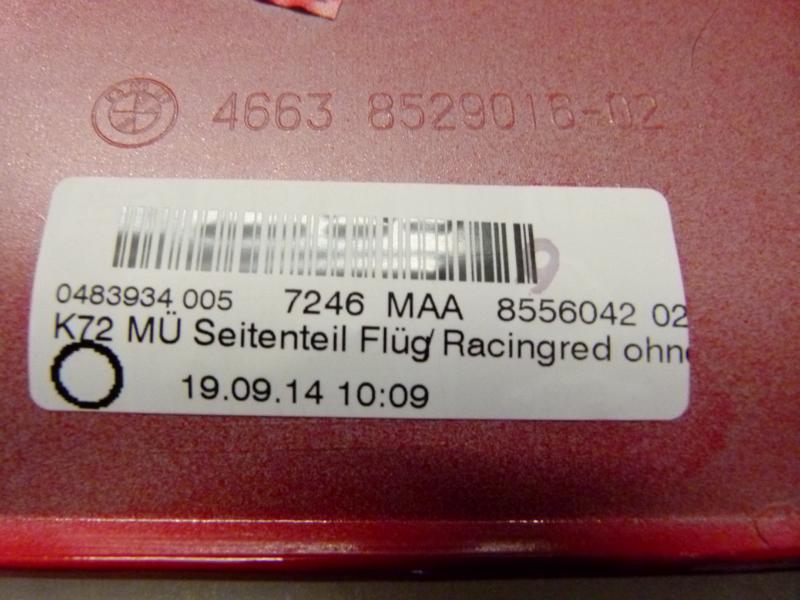 4663 8529016-02
0483934 005 7246 MAA 8556042 02
K72 MÜ Seitenteil Flüg Racingred ohne
19.09.14 10:09